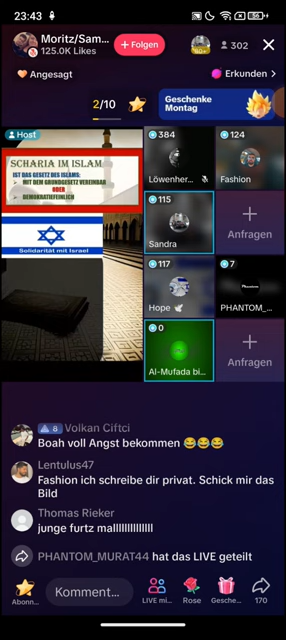 23:43
56
Moritz/Sam...
125.0K Likes
+ Folgen
302
Angesagt
Erkunden >
2/10
Geschenke
Montag
Host
SCHARIA IM ISLAM
IST DAS GESETZ DES ISLAMS:
MIT DEM GRUNDGESETZ VEREINBAR
ODER
DEMOKRATIEFEINLICH
Solidarität mit Israel
384
Löwenher...
124
Fashion
115
Sandra
+
Anfragen
117
Hope
7
Phantom
PHANTOM_...
0
Al-Mufada bi...
+
Anfragen
8 Volkan Ciftci
Boah voll Angst bekommen 😂😂😂
Lentulus47
Fashion ich schreibe dir privat. Schick mir das
Bild
Thomas Rieker
junge furtz malllllllllllllll
PHANTOM_MURAT44 hat das LIVE geteilt
Abonn...
Komment...
LIVE mi...
Rose
Gesche...
170